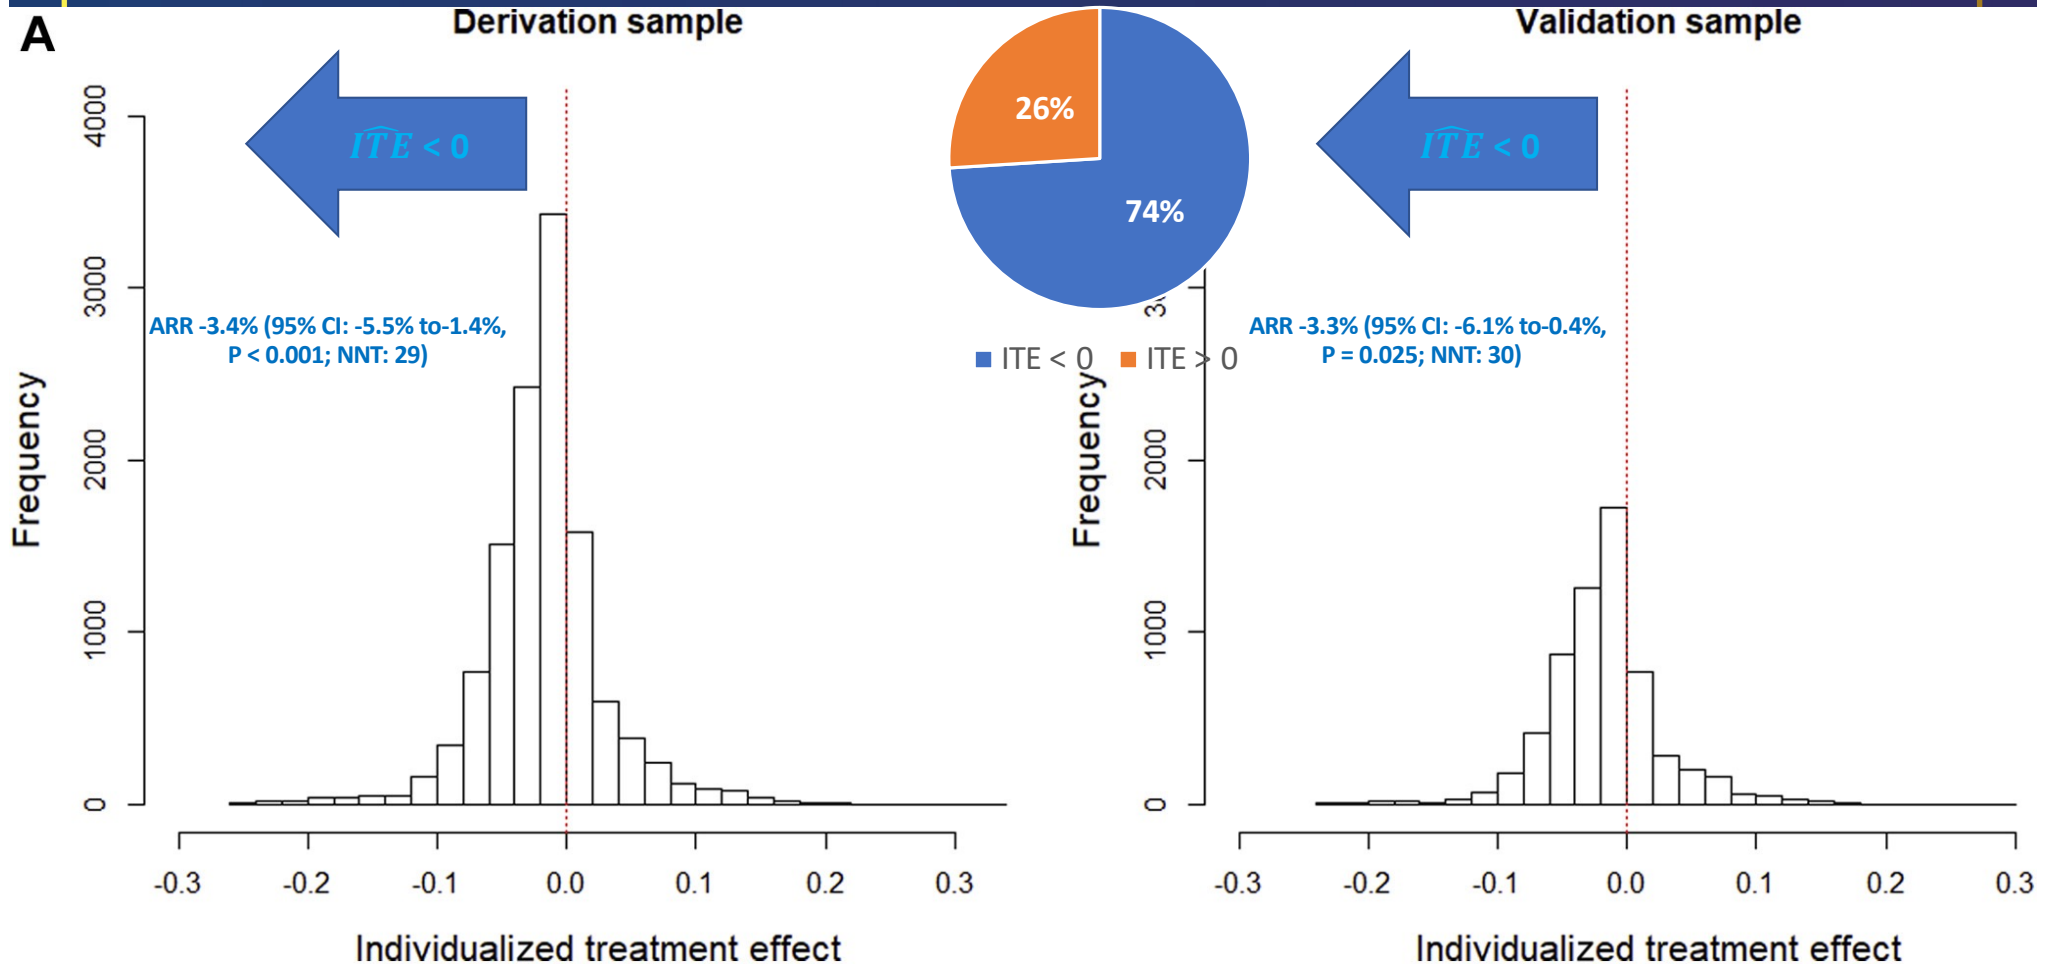 A
Derivation sample
Validation sample
ITE < 0
26%
74%
ITE < 0
4000
3000
2000
1000
0
Frequency
ARR -3.4% (95% CI: -5.5% to-1.4%,
P < 0.001; NNT: 29)
ITE < 0
ITE > 0
ARR -3.3% (95% CI: -6.1% to-0.4%,
P = 0.025; NNT: 30)
2000
1000
0
Frequency
-0.3 -0.2 -0.1 0.0 0.1 0.2 0.3
-0.3 -0.2 -0.1 0.0 0.1 0.2 0.3
Individualized treatment effect
Individualized treatment effect